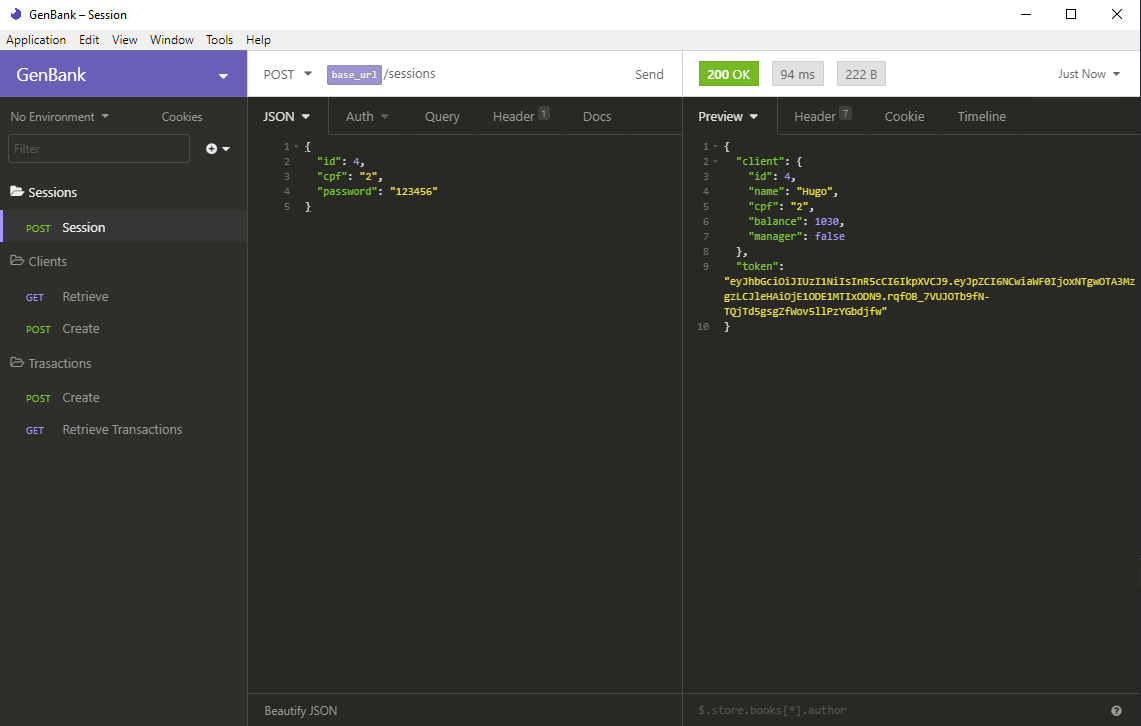 GenBank – Session
Application Edit View Window Tools Help
GenBank
POST base_url/sessions Send
200 OK 94 ms 222 B Just Now
No Environment Cookies
JSON Auth Query Header 1 Docs
Preview Header 7 Cookie Timeline
Filter
Sessions
POST Session
Clients
GET Retrieve
POST Create
Trasactions
POST Create
GET Retrieve Transactions
1 {
2 "id": 4,
3 "cpf": "2",
4 "password": "123456"
5 }
Beautify JSON
1 {
2 "client": {
3 "id": 4,
4 "name": "Hugo",
5 "cpf": "2",
6 "balance": 1030,
7 "manager": false
8 },
9 "token":
"eyJhbGciOiJIUzI1NiIsInR5cCI6IkpXVCJ9.eyJpZCI6NCwiaWF0IjoxNTgwOTA3Mz
gzLCJleHAiOjE1ODE1MTIxODN9.rqfOB_7VUJOTb9fN-
TQjTd5gsgZfWov5llPzYGbdjfw"
10 }
$.store.books[*].author